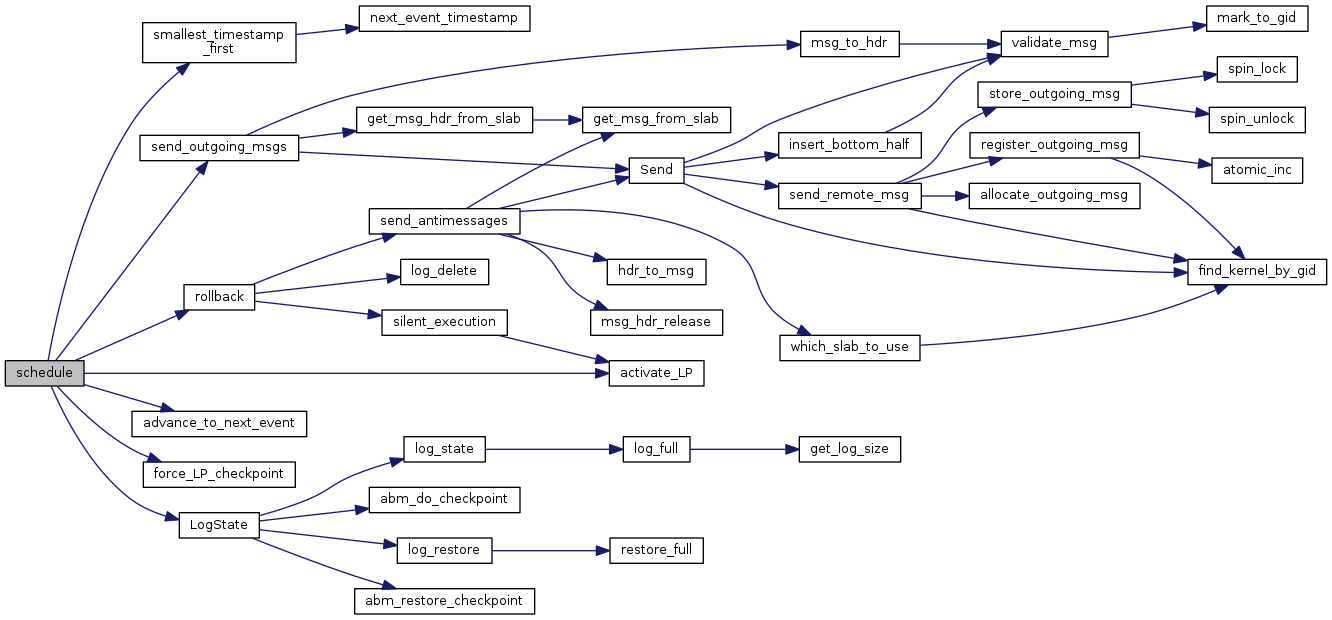 next_event_timestamp
mark_to_gid
smallest_timestamp
_first
msg_to_hdr
validate_msg
spin_lock
store_outgoing_msg
get_msg_hdr_from_slab
get_msg_from_slab
spin_unlock
send_outgoing_msgs
insert_bottom_half
register_outgoing_msg
Send
atomic_inc
send_remote_msg
allocate_outgoing_msg
send_antimessages
log_delete
hdr_to_msg
find_kernel_by_gid
rollback
silent_execution
msg_hdr_release
which_slab_to_use
schedule
activate_LP
advance_to_next_event
log_state
log_full
get_log_size
force_LP_checkpoint
abm_do_checkpoint
LogState
log_restore
restore_full
abm_restore_checkpoint